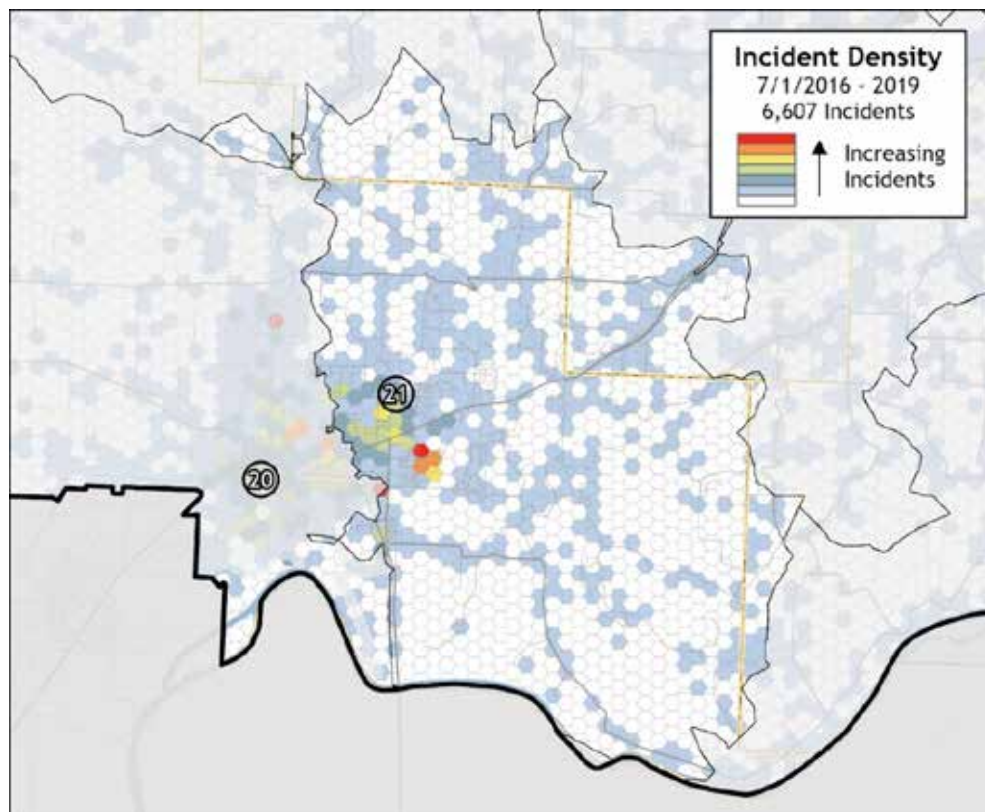 Incident Density
7/1/2016 - 2019
6,607 Incidents
Increasing
Incidents
21
20